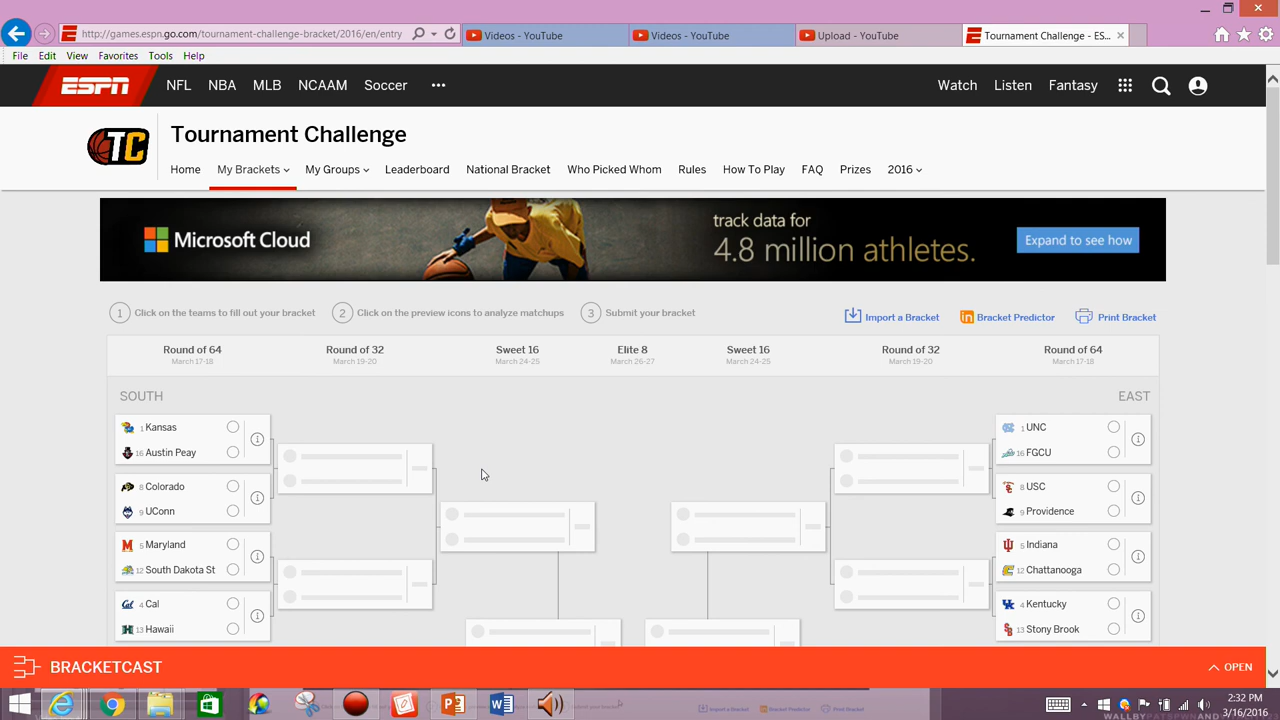 http://games.espn.go.com/tournament-challenge-bracket/2016/en/entry
Videos - YouTube
Videos - YouTube
Upload - YouTube
Tournament Challenge - ES...
File Edit View Favorites Tools Help
ESPN NFL NBA MLB NCAAM Soccer ••• Watch Listen Fantasy
TC Tournament Challenge
Home My Brackets My Groups Leaderboard National Bracket Who Picked Whom Rules How To Play FAQ Prizes 2016
Microsoft Cloud
track data for
4.8 million athletes.
Expand to see how
1 Click on the teams to fill out your bracket 2 Click on the preview icons to analyze matchups 3 Submit your bracket
Import a Bracket in Bracket Predictor Print Bracket
Round of 64 Round of 32 Sweet 16 Elite 8 Sweet 16 Round of 32 Round of 64
March 17-18 March 19-20 March 24-25 March 26-27 March 24-25 March 19-20 March 17-18
SOUTH EAST
1 Kansas 1 UNC
16 Austin Peay 16 FGCU
8 Colorado 8 USC
9 UConn 9 Providence
5 Maryland 5 Indiana
12 South Dakota St 12 Chattanooga
4 Cal 4 Kentucky
13 Hawaii 13 Stony Brook
BRACKETCAST OPEN
2:32 PM
3/16/2016